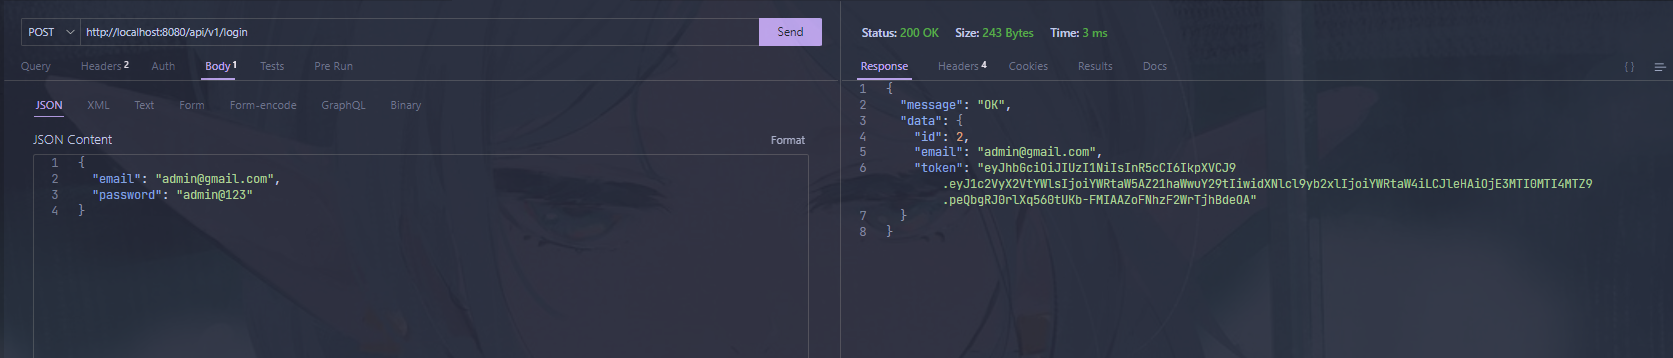 POST http://localhost:8080/api/v1/login Send
Query Headers 2 Auth Body 1 Tests Pre Run
JSON XML Text Form Form-encode GraphQL Binary
JSON Content Format
1 {
2 "email": "admin@gmail.com",
3 "password": "admin@123"
4 }
Status: 200 OK Size: 243 Bytes Time: 3 ms
Response Headers 4 Cookies Results Docs { }
1 {
2 "message": "OK",
3 "data": {
4 "id": 2,
5 "email": "admin@gmail.com",
6 "token": "eyJhbGciOiJIUzI1NiIsInR5cCI6IkpXVCJ9
.eyJ1c2VyX2VtYWlsIjoiYWRtaW5AZ21haWwuY29tIiwidXNlcl9yb2xlIjoiYWRtaW4iLCJleHAiOjE3MTI0MTI4MTZ9
.peQbgRJ0rlXq560tUKb-FMIAAZoFNhzF2WrTjhBdeOA"
7 }
8 }